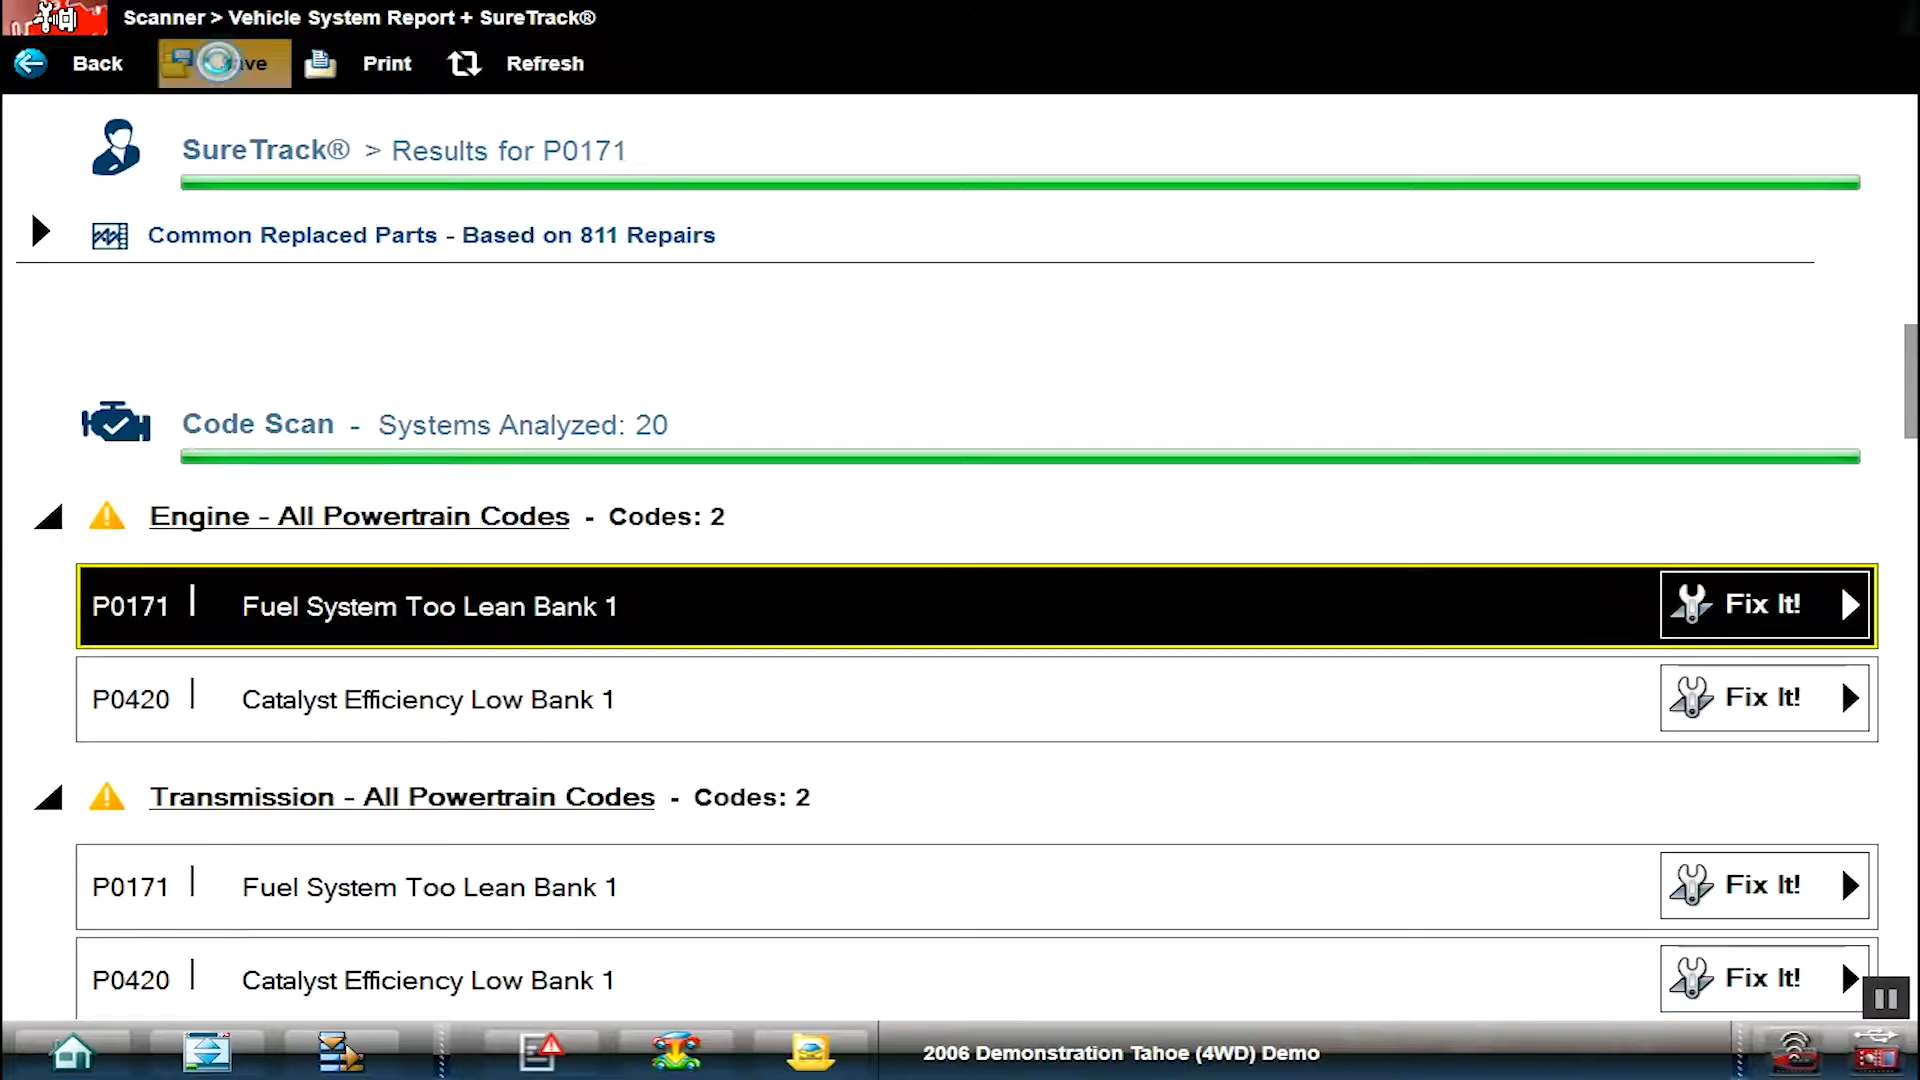 Scanner > Vehicle System Report + SureTrack®
Back
Print
Refresh
SureTrack® > Results for P0171
Common Replaced Parts - Based on 811 Repairs
Code Scan - Systems Analyzed: 20
Engine - All Powertrain Codes - Codes: 2
P0171 | Fuel System Too Lean Bank 1 Fix It!
P0420 | Catalyst Efficiency Low Bank 1 Fix It!
Transmission - All Powertrain Codes - Codes: 2
P0171 | Fuel System Too Lean Bank 1 Fix It!
P0420 | Catalyst Efficiency Low Bank 1 Fix It!
2006 Demonstration Tahoe (4WD) Demo